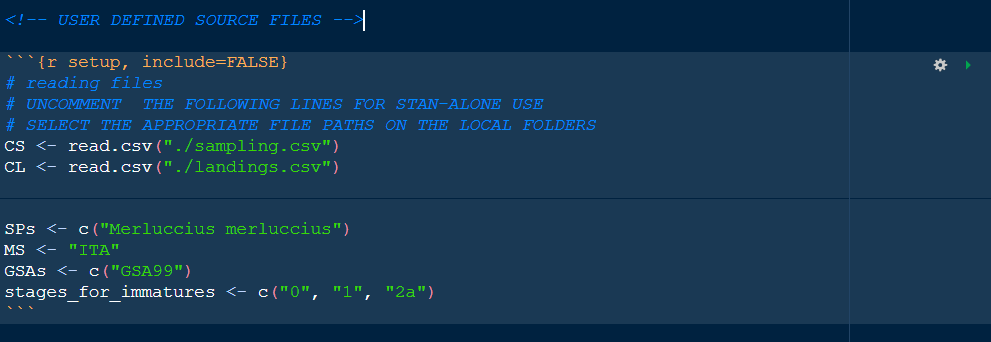 <!-- USER DEFINED SOURCE FILES -->
```{r setup, include=FALSE}
# reading files
# UNCOMMENT  THE FOLLOWING LINES FOR STAN-ALONE USE
# SELECT THE APPROPRIATE FILE PATHS ON THE LOCAL FOLDERS
CS <- read.csv("./sampling.csv")
CL <- read.csv("./landings.csv")
SPs <- c("Merluccius merluccius")
MS <- "ITA"
GSAs <- c("GSA99")
stages_for_immatures <- c("0", "1", "2a")
```